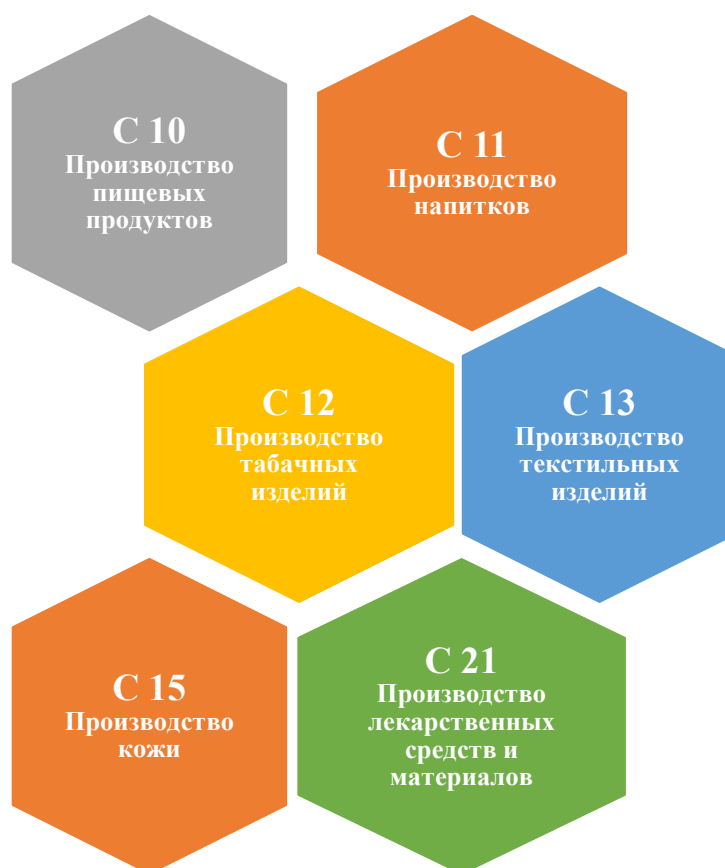 С 10
Производство
пищевых
продуктов
С 11
Производство
напитков
С 12
Производство
табачных
изделий
С 13
Производство
текстильных
изделий
С 15
Производство
кожи
С 21
Производство
лекарственных
средств и
материалов